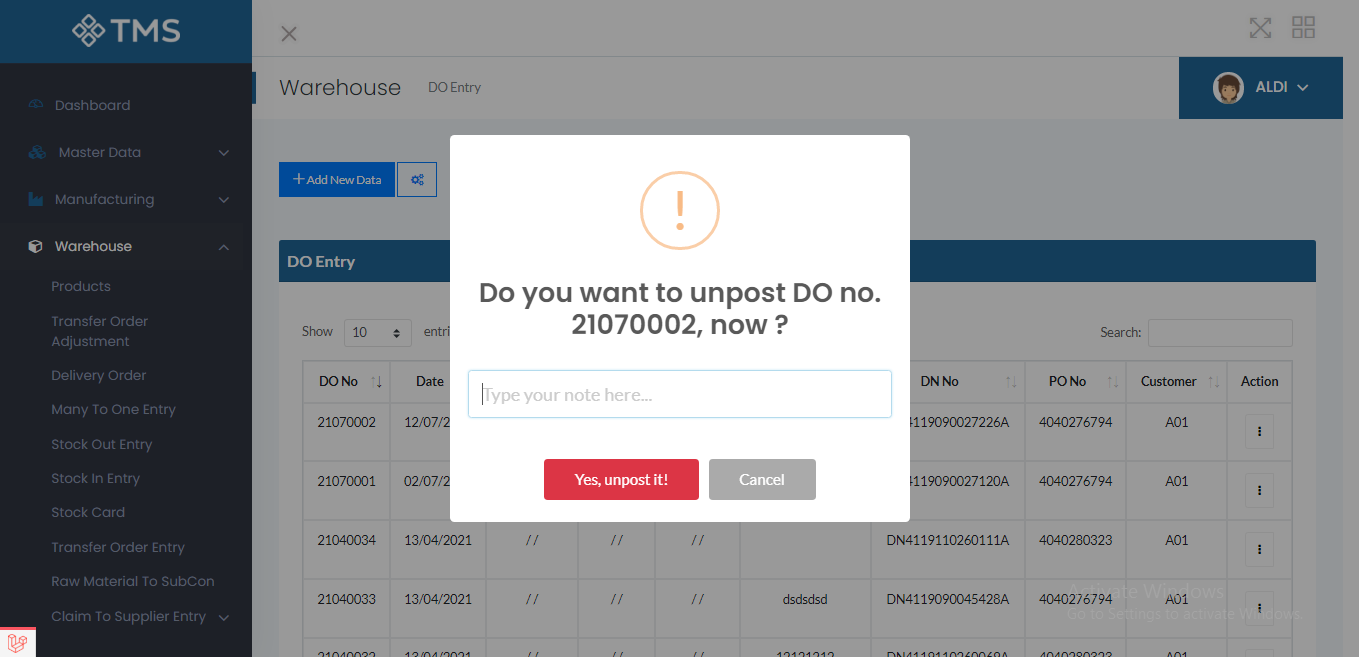 TMS
Warehouse DO Entry
ALDI
Dashboard
Master Data
Manufacturing
Warehouse
Products
Transfer Order
Adjustment
Delivery Order
Many To One Entry
Stock Out Entry
Stock In Entry
Stock Card
Transfer Order Entry
Raw Material To SubCon
Claim To Supplier Entry
Add New Data
DO Entry
Show 10 entri
Search:
DO No Date DN No PO No Customer Action
21070002 12/07/2 4119090027226A 4040276794 A01
21070001 02/07/2 4119090027120A 4040276794 A01
21040034 13/04/2021 / / / / / / DN4119110260111A 4040280323 A01
21040033 13/04/2021 / / / / / / dsdsdsd DN4119090045428A 4040276794 A01
21040032 13/04/2021 / / / / / / 12121212 DN4119110260069A 4040280323 A01
Do you want to unpost DO no.
21070002, now ?
Type your note here...
Yes, unpost it! Cancel
Activate Windows
Go to Settings to activate Windows.